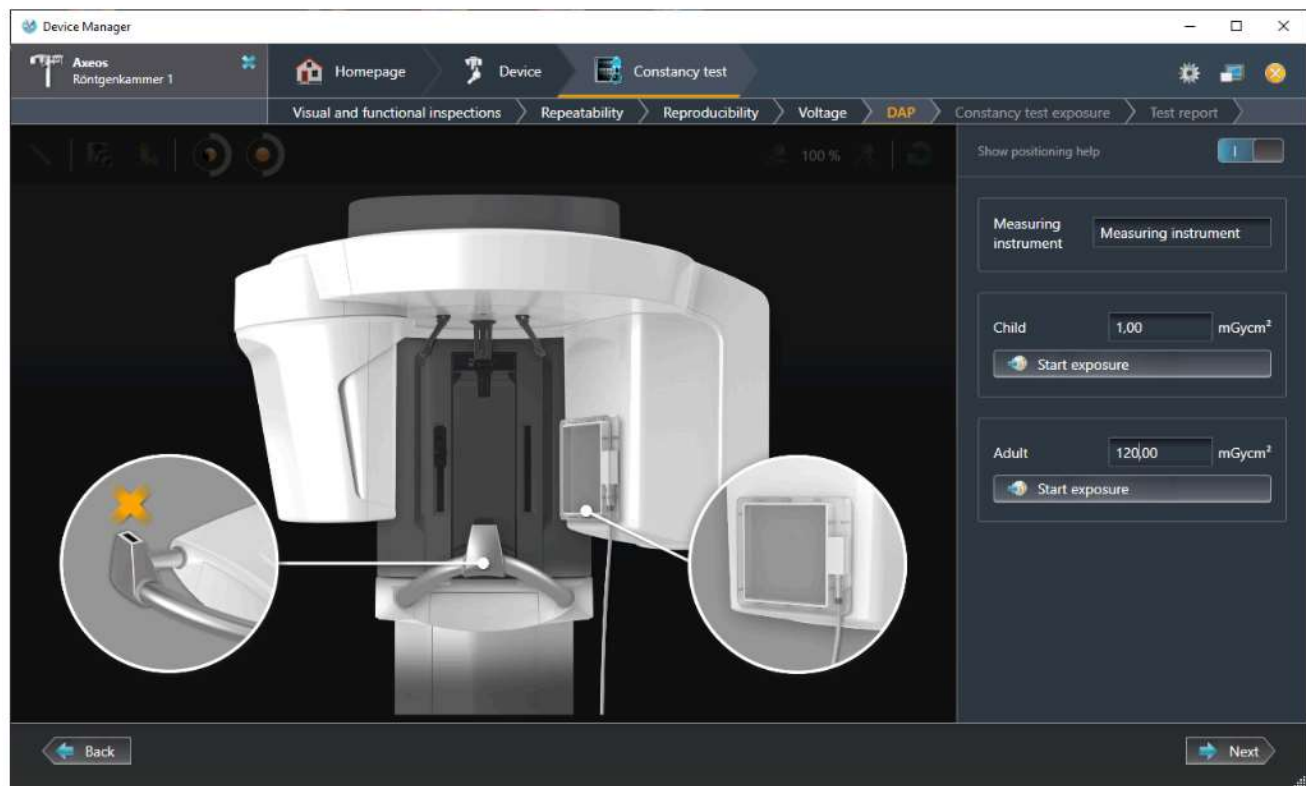 Device Manager
Axeos
Röntgenkammer 1
Homepage
Device
Constancy test
Visual and functional inspections
Repeatability
Reproducibility
Voltage
DAP
Constancy test exposure
Test report
100 %
Show positioning help
I
Measuring
instrument
Measuring instrument
Child
1,00
mGycm²
Start exposure
Adult
120,00
mGycm²
Start exposure
Back
Next